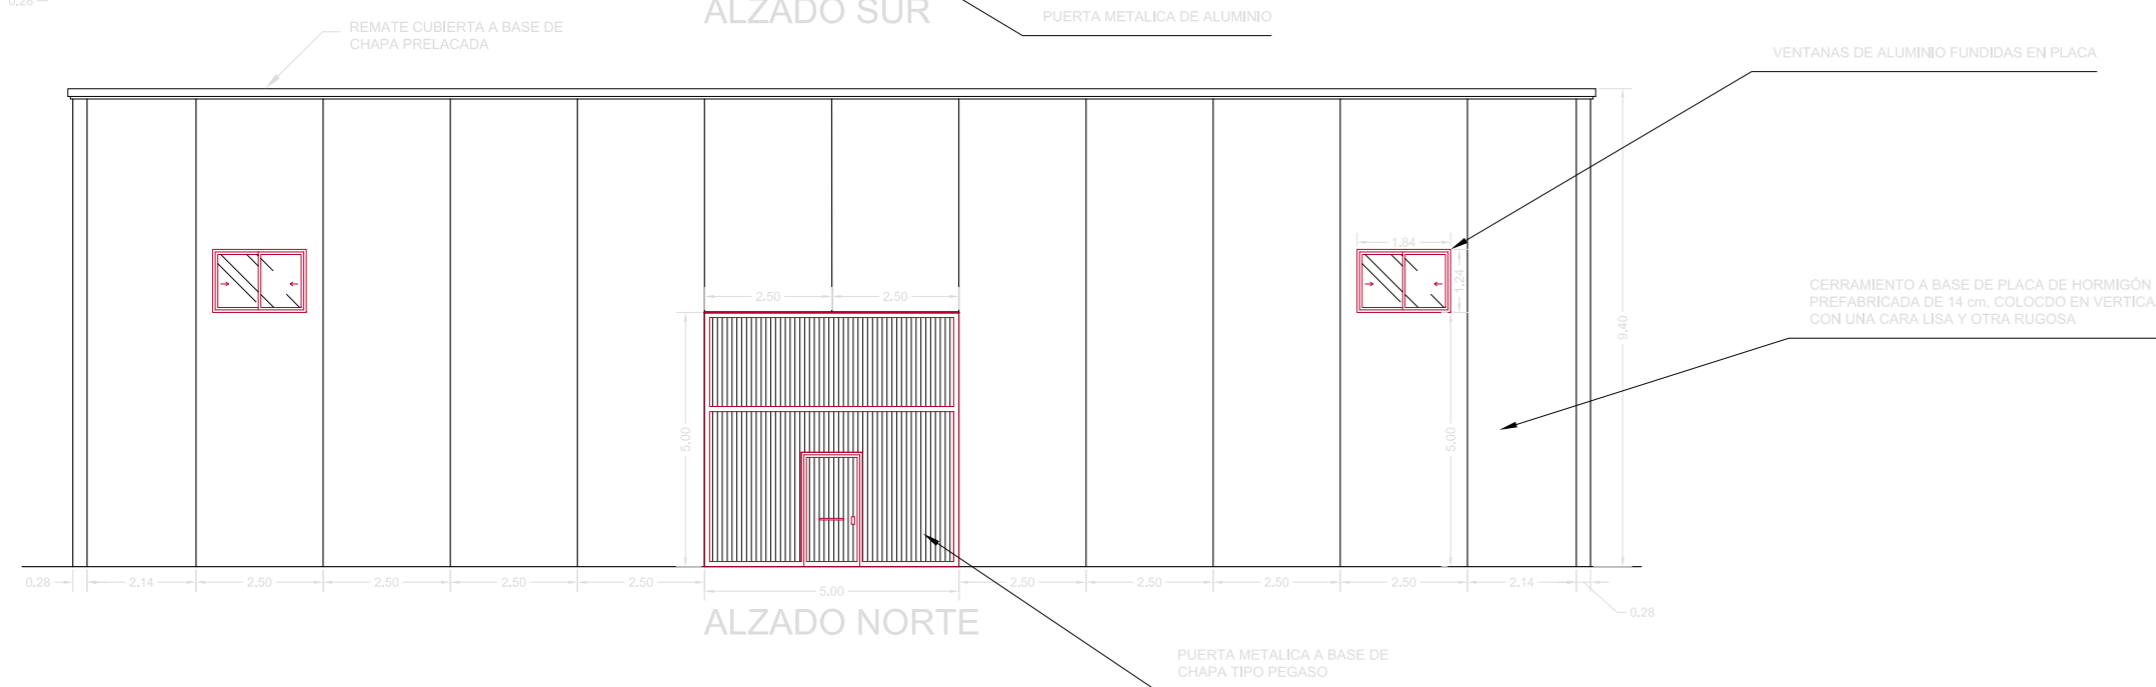 0.28
ALZADO SUR
PUERTA METALICA DE ALUMINIO
REMATE CUBIERTA A BASE DE
CHAPA PRELACADA
VENTANAS DE ALUMINIO FUNDIDAS EN PLACA
1.84
1.24
CERRAMIENTO A BASE DE PLACA DE HORMIGÓN
PREFABRICADA DE 14 cm. COLOCDO EN VERTICA
CON UNA CARA LISA Y OTRA RUGOSA
2.50
2.50
9.40
5.00
5.00
0.28
2.14
2.50
2.50
2.50
2.50
5.00
2.50
2.50
2.50
2.50
2.14
0.28
ALZADO NORTE
PUERTA METALICA A BASE DE
CHAPA TIPO PEGASO